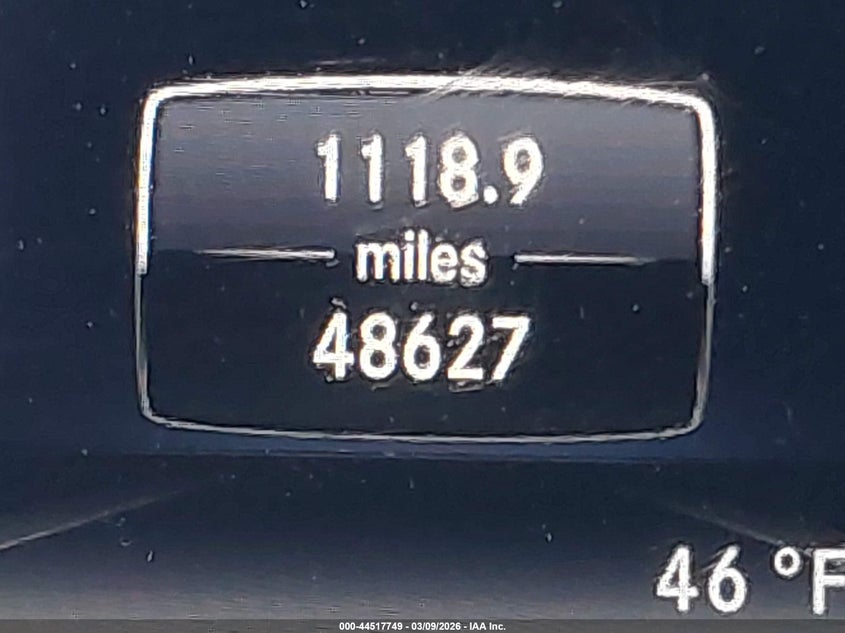 1118.9
miles
48627
46 °F
000-44517749 - 03/09/2026 - IAA Inc.